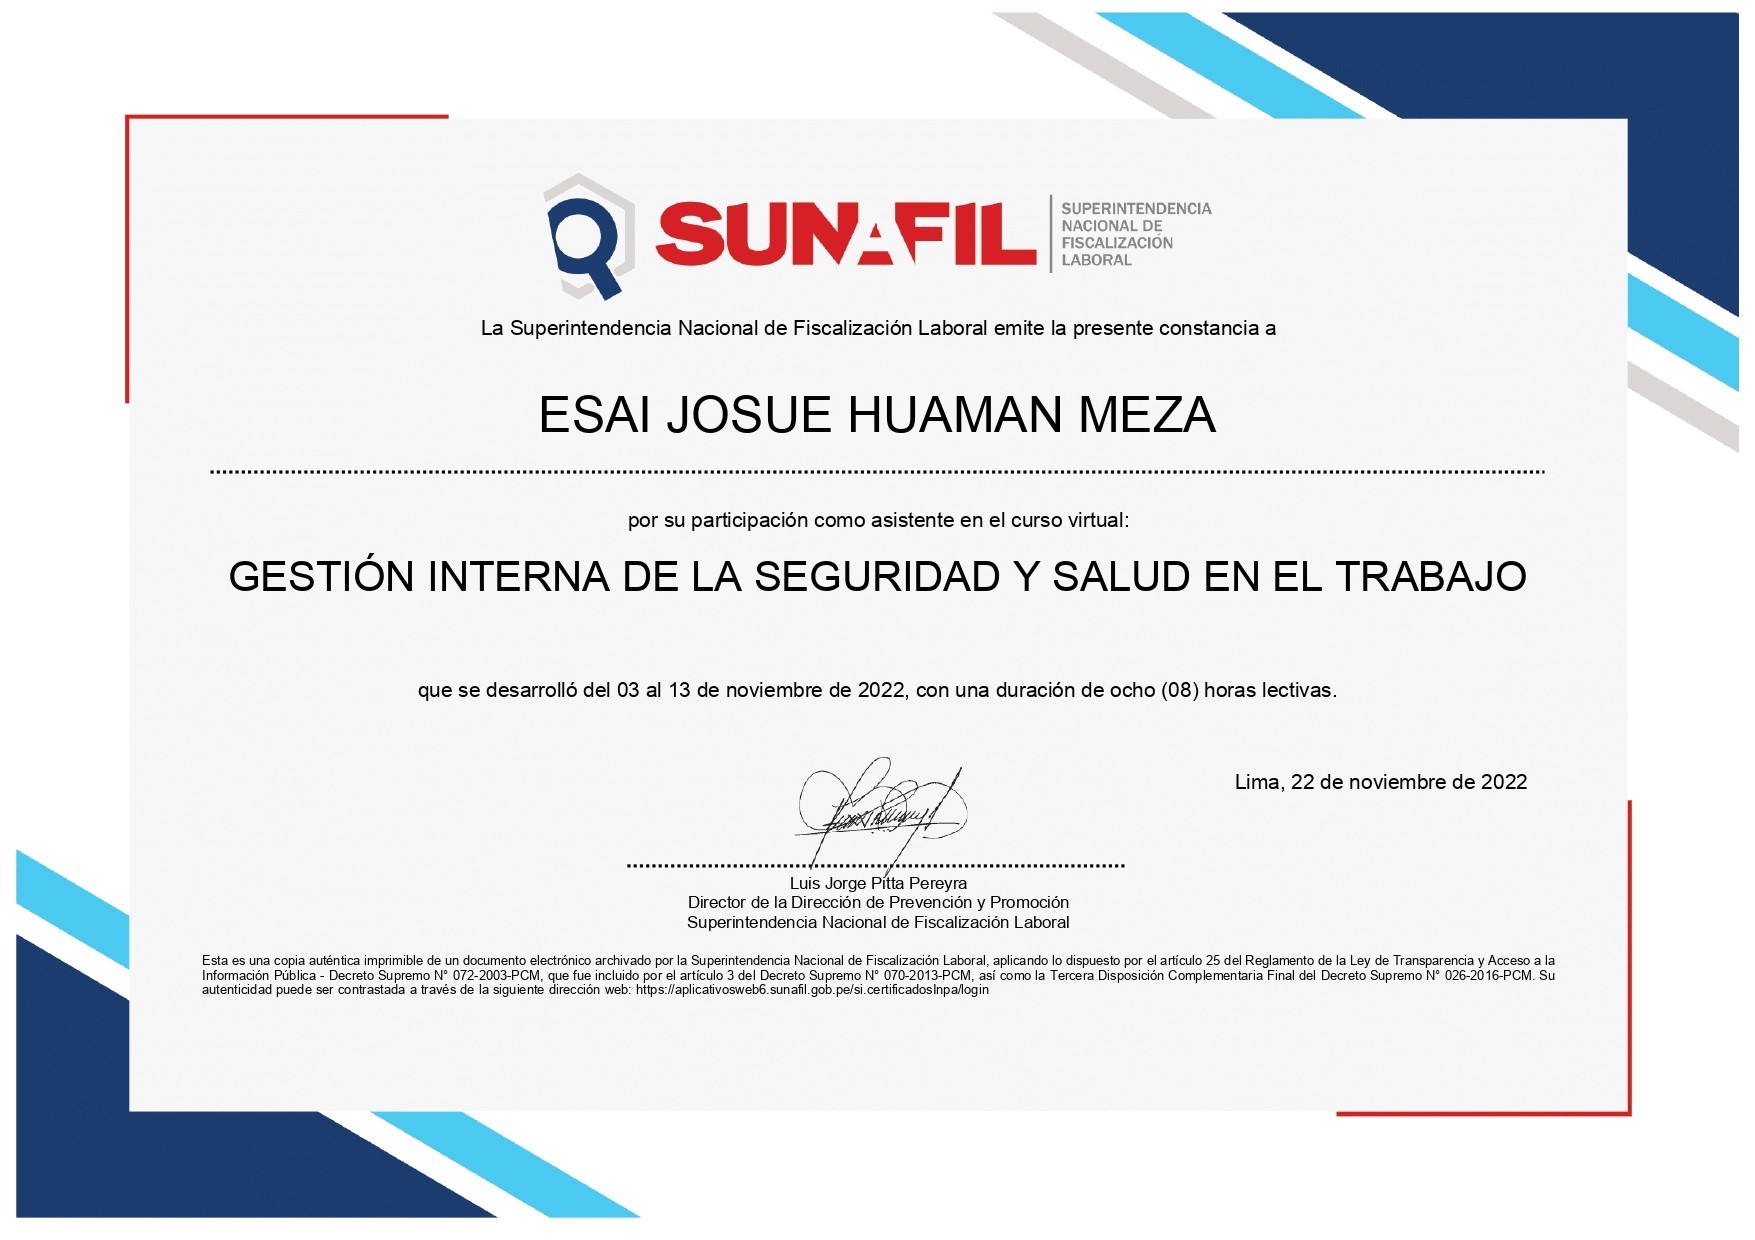 SUNAFIL
SUPERINTENDENCIA
NACIONAL DE
FISCALIZACIÓN
LABORAL
La Superintendencia Nacional de Fiscalización Laboral emite la presente constancia a
ESAI JOSUE HUAMAN MEZA
por su participación como asistente en el curso virtual:
GESTIÓN INTERNA DE LA SEGURIDAD Y SALUD EN EL TRABAJO
que se desarrolló del 03 al 13 de noviembre de 2022, con una duración de ocho (08) horas lectivas.
Lima, 22 de noviembre de 2022
Luis Jorge Pitta Pereyra
Director de la Dirección de Prevención y Promoción
Superintendencia Nacional de Fiscalización Laboral
Esta es una copia auténtica imprimible de un documento electrónico archivado por la Superintendencia Nacional de Fiscalización Laboral, aplicando lo dispuesto por el artículo 25 del Reglamento de la Ley de Transparencia y Acceso a la
Información Pública - Decreto Supremo N° 072-2003-PCM, que fue incluido por el artículo 3 del Decreto Supremo N° 070-2013-PCM, así como la Tercera Disposición Complementaria Final del Decreto Supremo N° 026-2016-PCM. Su
autenticidad puede ser contrastada a través de la siguiente dirección web: https://aplicativosweb6.sunafil.gob.pe/si.certificadosInpa/login